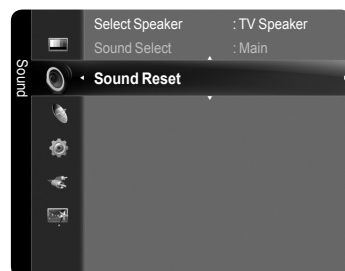 Sound
Select Speaker : TV Speaker
Sound Select : Main
Sound Reset